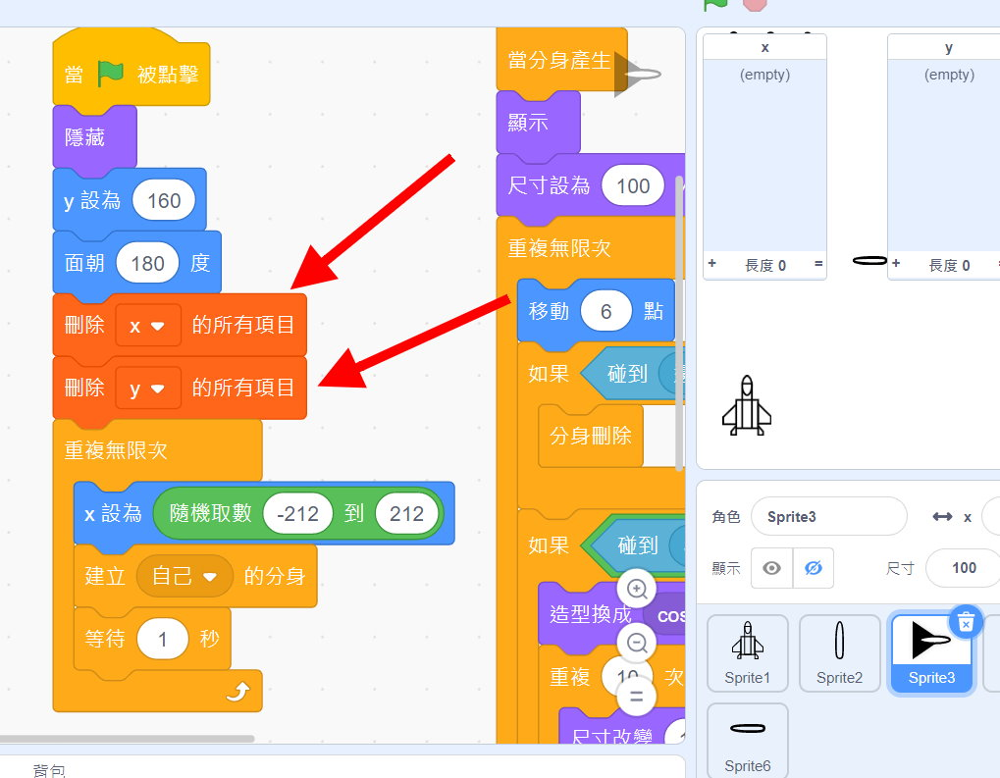 當 被點擊
隱藏
y 設為 160
面朝 180 度
刪除 x 的所有項目
刪除 y 的所有項目
重複無限次
x 設為 隨機取數 -212 到 212
建立 自己 的分身
等待 1 秒
當分身產生
顯示
尺寸設為 100
重複無限次
移動 6 點
如果 碰到
分身刪除
如果 碰到
造型換成 cos
重複 10 次
尺寸改變
x
(empty)
+ 長度 0 =
y
(empty)
+ 長度 0
角色 Sprite3 x
顯示 尺寸 100
Sprite1
Sprite2
Sprite3
Sprite6
背包